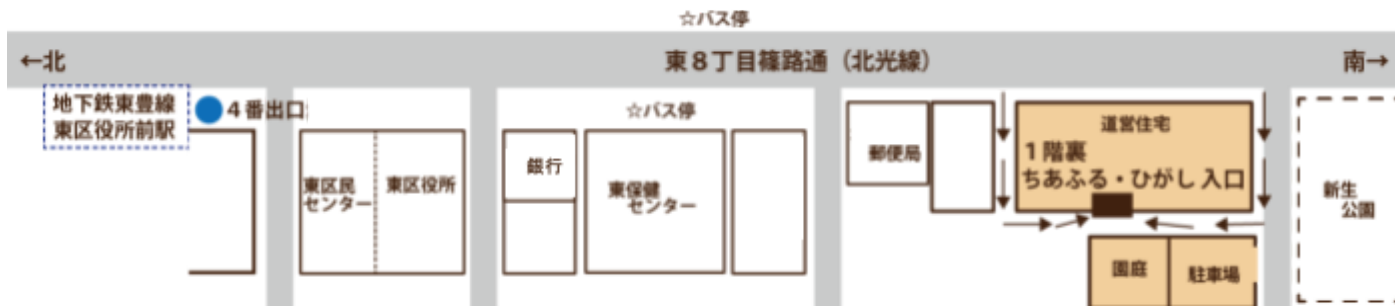 ☆バス停
←北
東8丁目篠路通（北光線）
南→
地下鉄東豊線
東区役所前駅
4番出口
☆バス停
東区民
センター
東区役所
銀行
東保健
センター
郵便局
道営住宅
1階裏
ちあふる・ひがし 入口
新生
公園
園庭
駐車場